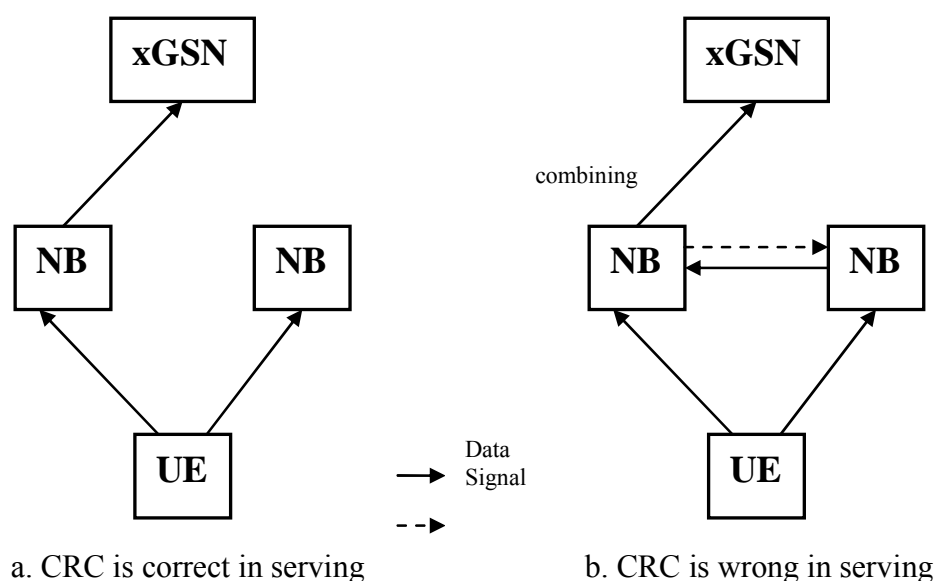 xGSN
xGSN
combining
NB
NB
NB
NB
UE
UE
Data
Signal
a. CRC is correct in serving
b. CRC is wrong in serving